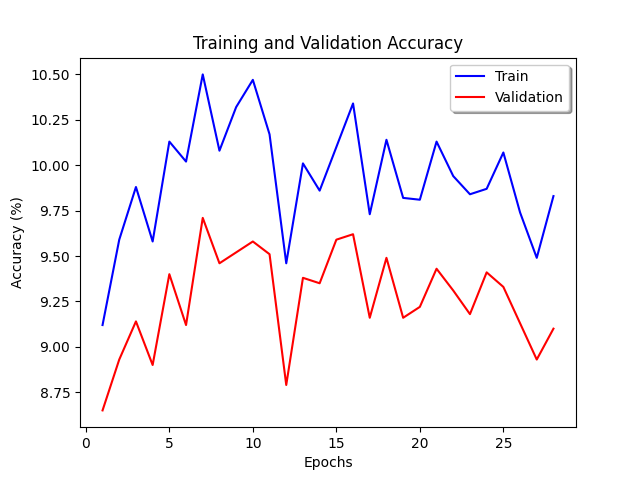 Training and Validation Accuracy
Train
Validation
10.50
10.25
10.00
9.75
9.50
9.25
9.00
8.75
Accuracy (%)
0 5 10 15 20 25
Epochs